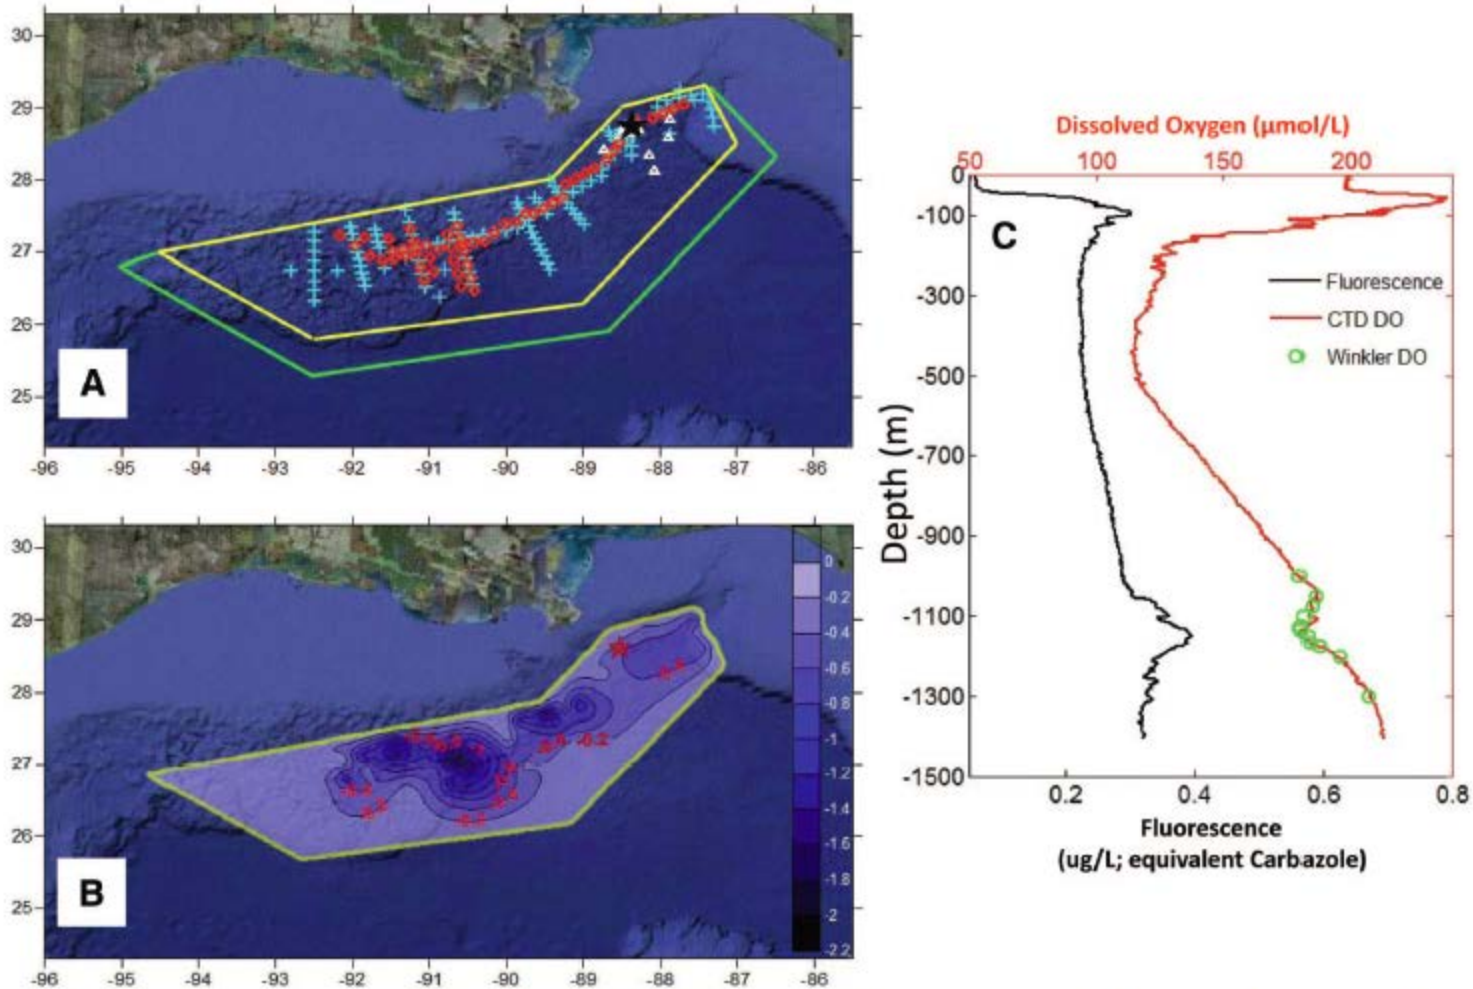 30
29
28
27
26
25
A
-96 -95 -94 -93 -92 -91 -90 -89 -88 -87 -86
30
29
28
27
26
25
B
0
-0.2
-0.4
-0.6
-0.8
-1
-1.2
-1.4
-1.6
-1.8
-2
-2.2
-96 -95 -94 -93 -92 -91 -90 -89 -88 -87 -86
Dissolved Oxygen (µmol/L)
50 100 150 200
0
-100
-300
-500
-700
-900
-1100
-1300
-1500
Depth (m)
C
Fluorescence
CTD DO
Winkler DO
0.2 0.4 0.6 0.8
Fluorescence
(ug/L; equivalent Carbazole)